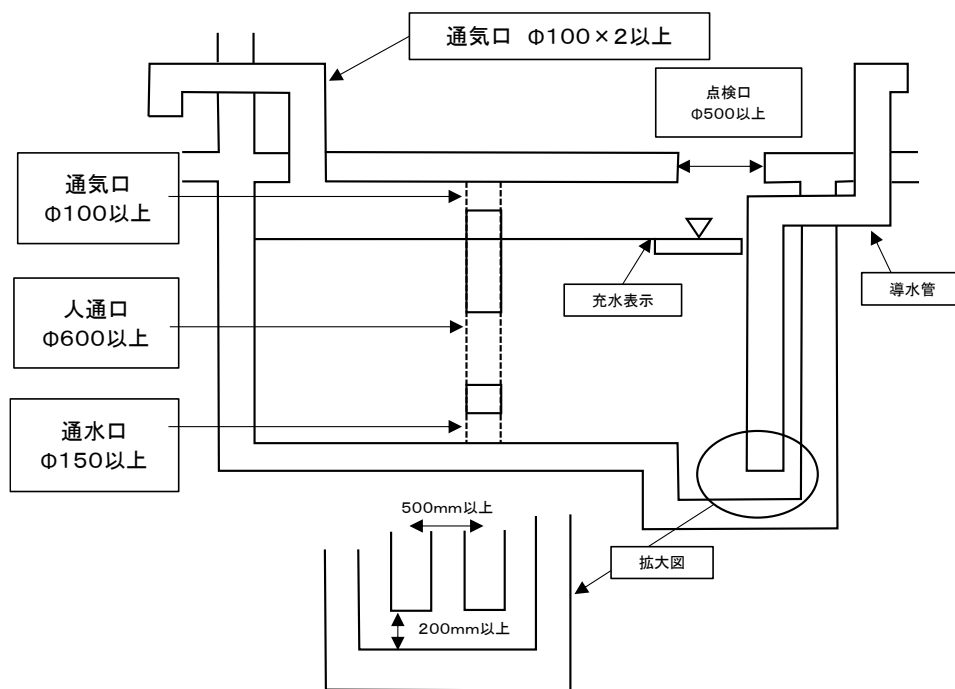 通気口 Φ100×2以上
点検口
Φ500以上
通気口
Φ100以上
充水表示
導水管
人通口
Φ600以上
通水口
Φ150以上
500mm以上
拡大図
200mm以上